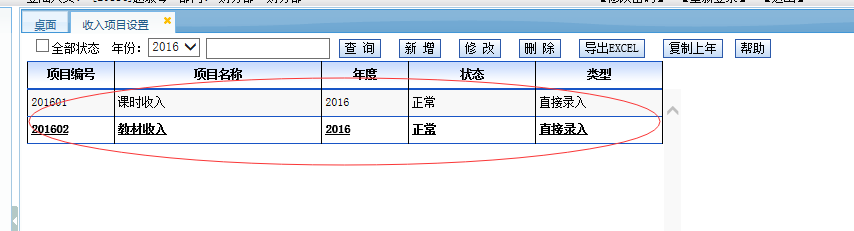 桌面 收入项目设置
全部状态 年份: 2016 查 询 新 增 修 改 删 除 导出EXCEL 复制上年 帮助
项目编号 项目名称 年度 状态 类型
201601 课时收入 2016 正常 直接录入
201602 教材收入 2016 正常 直接录入